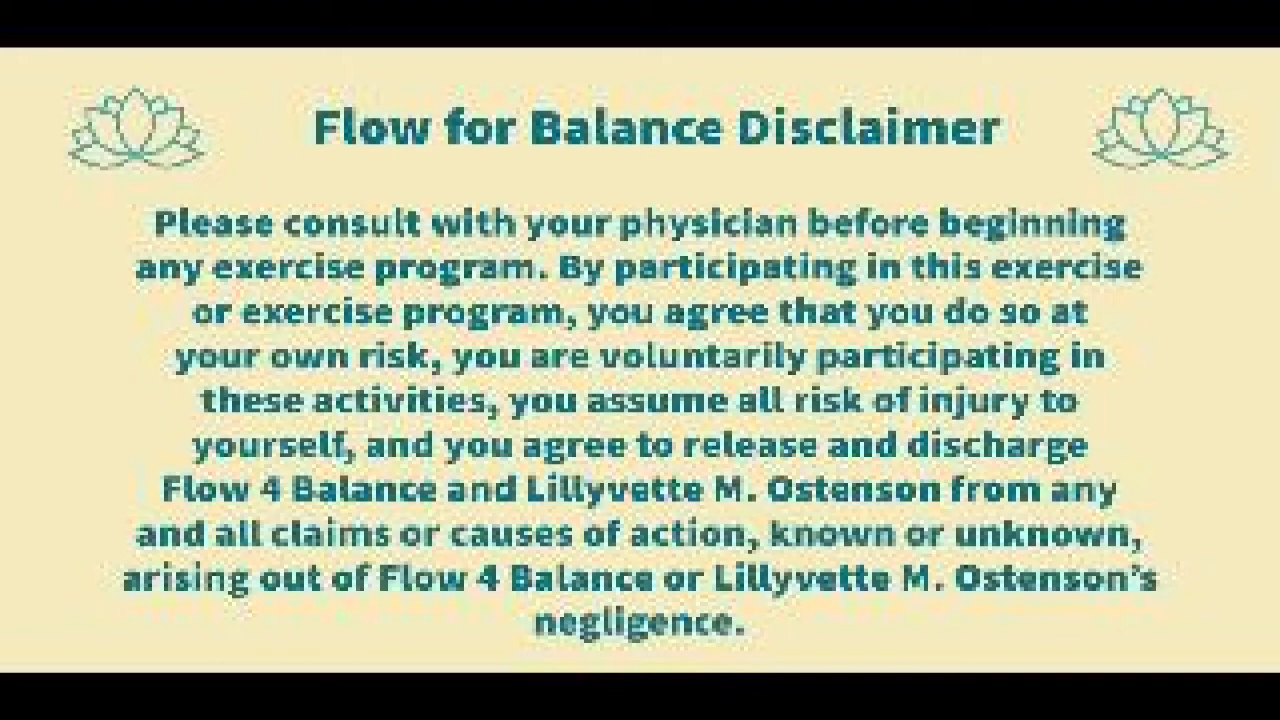 Flow for Balance Disclaimer
Please consult with your physician before beginning
any exercise program. By participating in this exercise
or exercise program, you agree that you do so at
your own risk, you are voluntarily participating in
these activities, you assume all risk of injury to
yourself, and you agree to release and discharge
Flow 4 Balance and Lillyvette M. Ostenson from any
and all claims or causes of action, known or unknown,
arising out of Flow 4 Balance or Lillyvette M. Ostenson's
negligence.